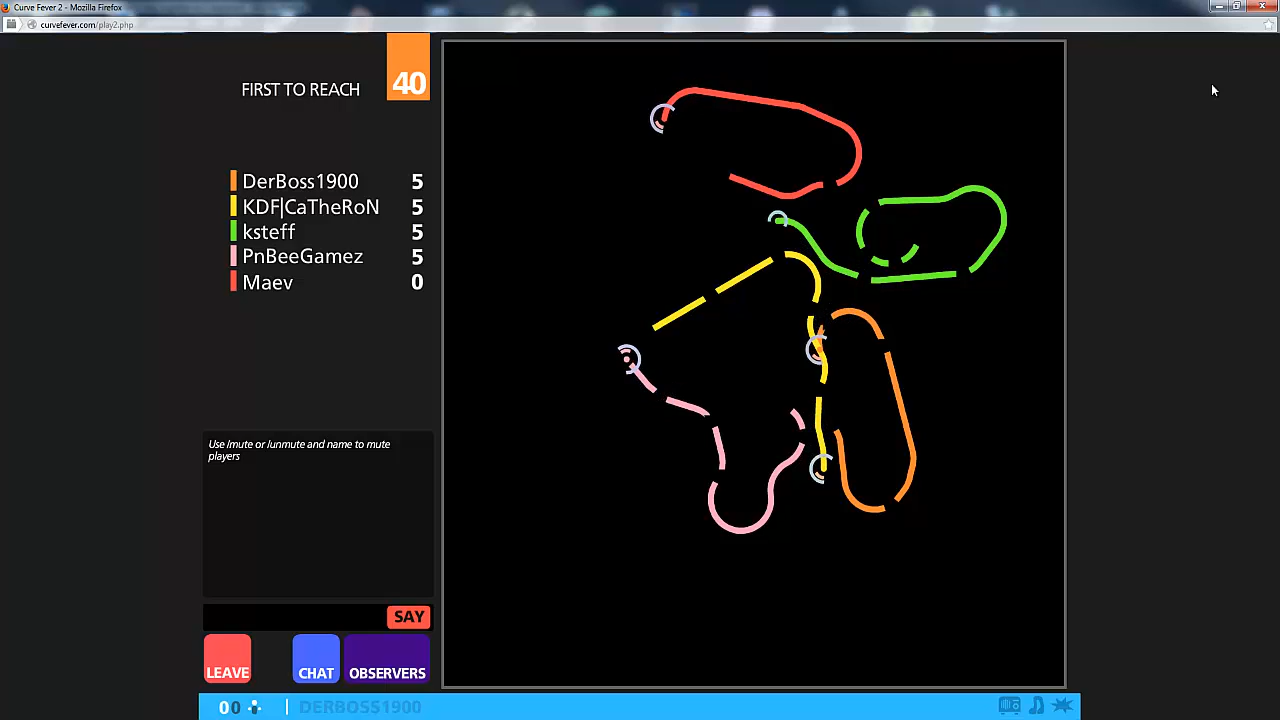 Curve Fever 2 - Mozilla Firefox
curvefever.com/play2.php
FIRST TO REACH 40
DerBoss1900 5
KDF|CaTheRoN 5
ksteff 5
PnBeeGamez 5
Maev 0
Use /mute or /unmute and name to mute
players
SAY
LEAVE CHAT OBSERVERS
00 DERBOSS1900